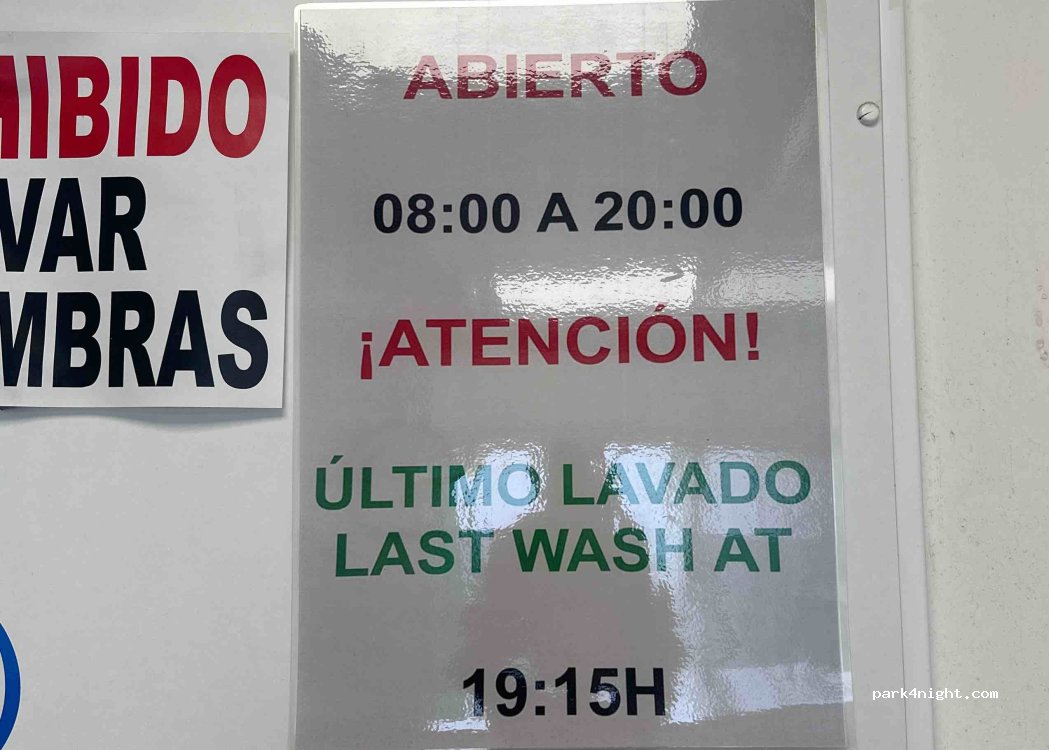 HIBIDO
VAR
MBRAS
ABIERTO
08:00 A 20:00
¡ATENCIÓN!
ÚLTIMO LAVADO
LAST WASH AT
19:15H
park4night.com